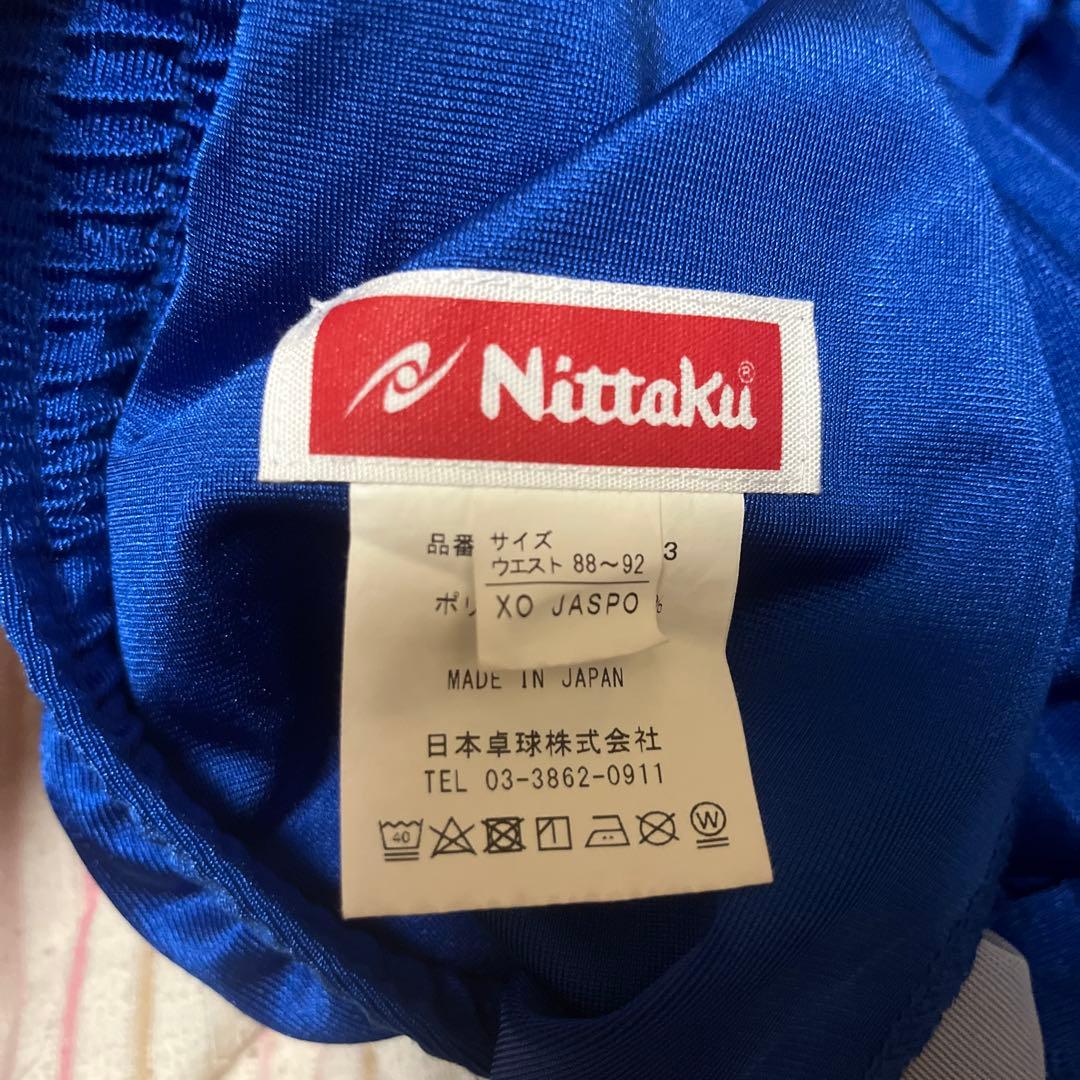 Nittaku®
品番 サイズ 3
ウエスト 88～92
ポリ XO JASPO %
MADE IN JAPAN
日本卓球株式会社
TEL 03-3862-0911
40 W